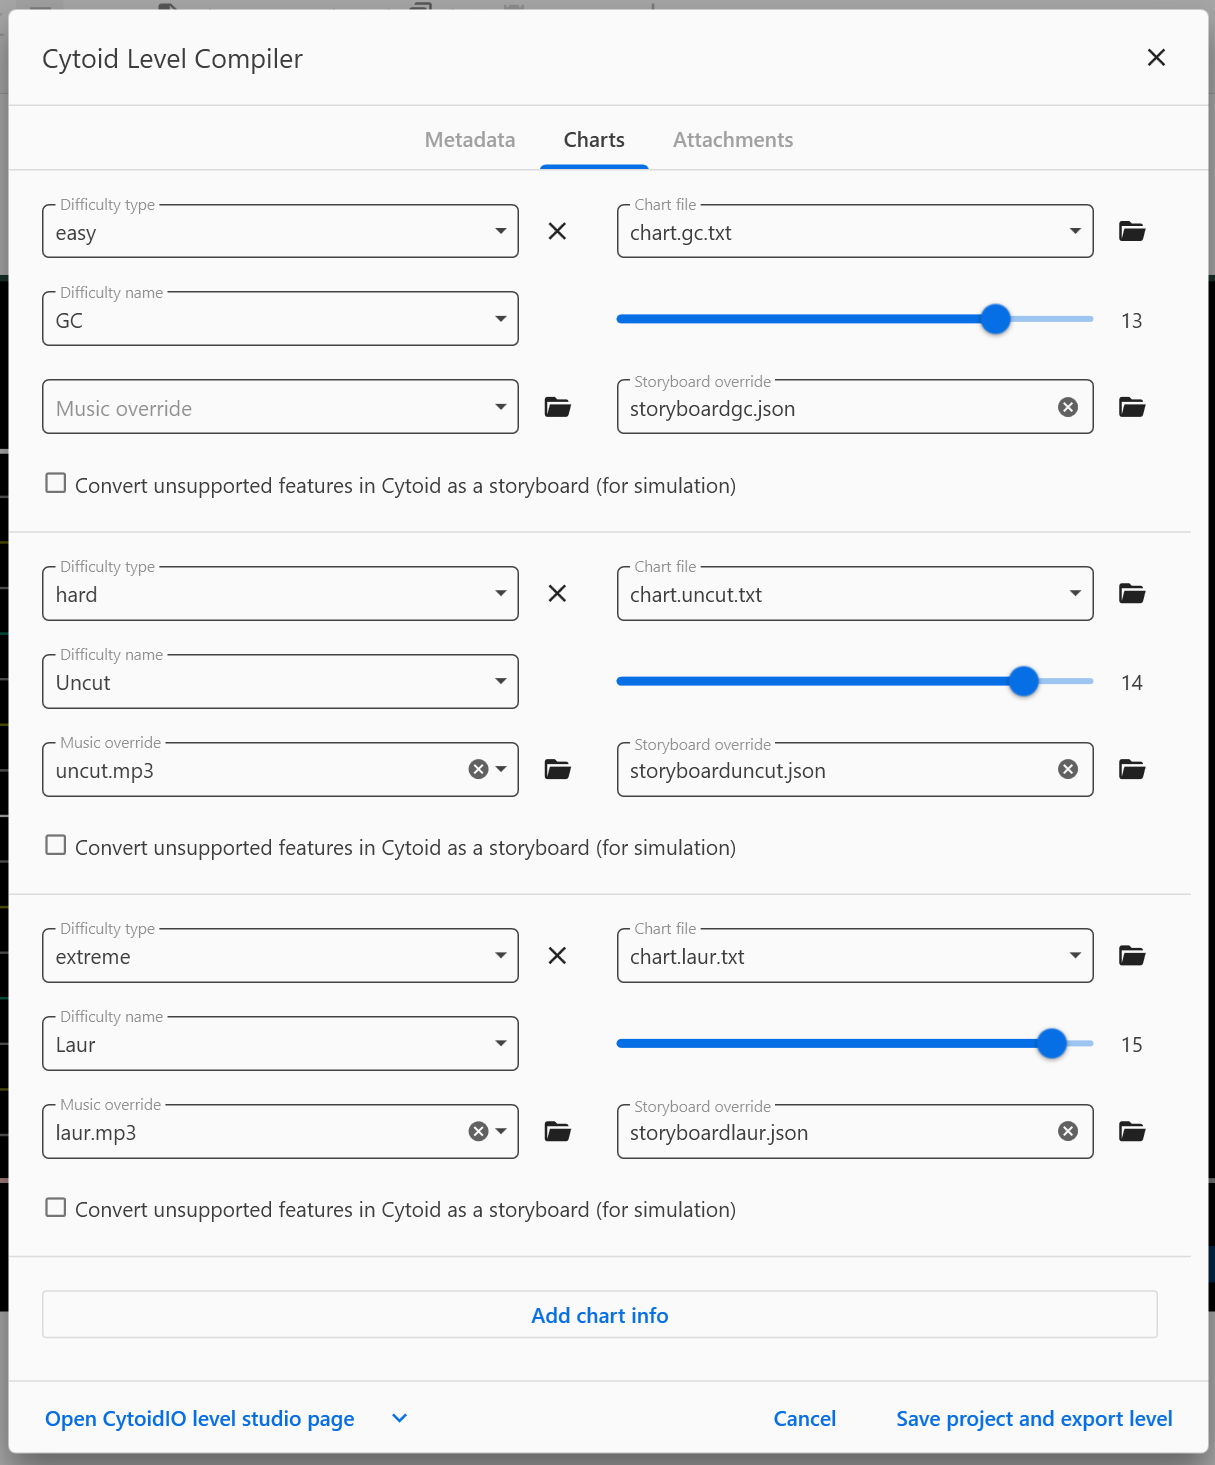 Cytoid Level Compiler
Metadata Charts Attachments
Difficulty type Chart file
easy chart.gc.txt
Difficulty name
GC 13
Storyboard override
Music override storyboardgc.json
Convert unsupported features in Cytoid as a storyboard (for simulation)
Difficulty type Chart file
hard chart.uncut.txt
Difficulty name
Uncut 14
Music override Storyboard override
uncut.mp3 storyboarduncut.json
Convert unsupported features in Cytoid as a storyboard (for simulation)
Difficulty type Chart file
extreme chart.laur.txt
Difficulty name
Laur 15
Music override Storyboard override
laur.mp3 storyboardlaur.json
Convert unsupported features in Cytoid as a storyboard (for simulation)
Add chart info
Open CytoidIO level studio page Cancel Save project and export level